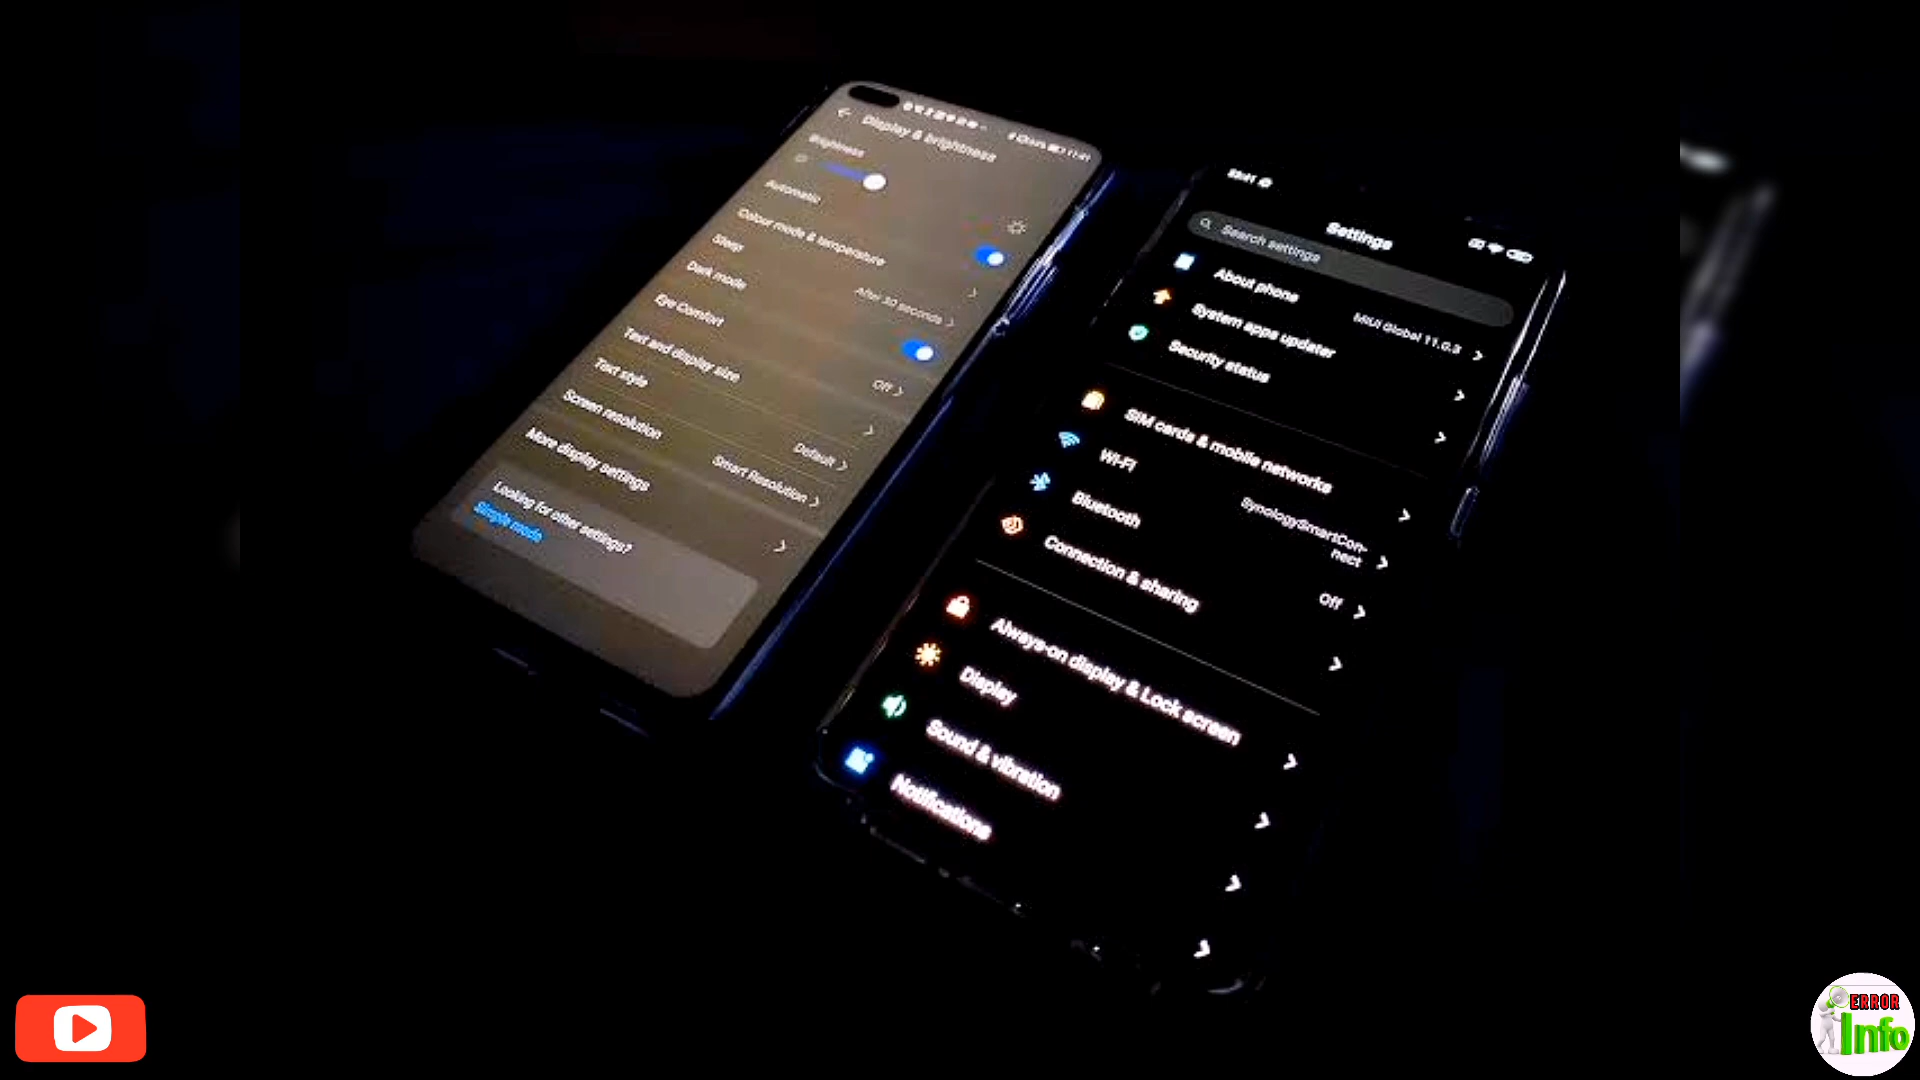 Display & brightness
Brightness
Automatic
Colour mode & temperature
Sleep
After 30 seconds
Dark mode
Eye Comfort
Off
Text and display size
Text style
Default
Screen resolution
Smart Resolution
More display settings
Looking for other settings?
Simple mode
Settings
Search settings
About phone
MIUI Global 11.0.3
System apps updater
Security status
SIM cards & mobile networks
Wi-Fi
SynologySmartCon-
nect
Bluetooth
Off
Connection & sharing
Always-on display & Lock screen
Display
Sound & vibration
Notifications
ERROR
Info